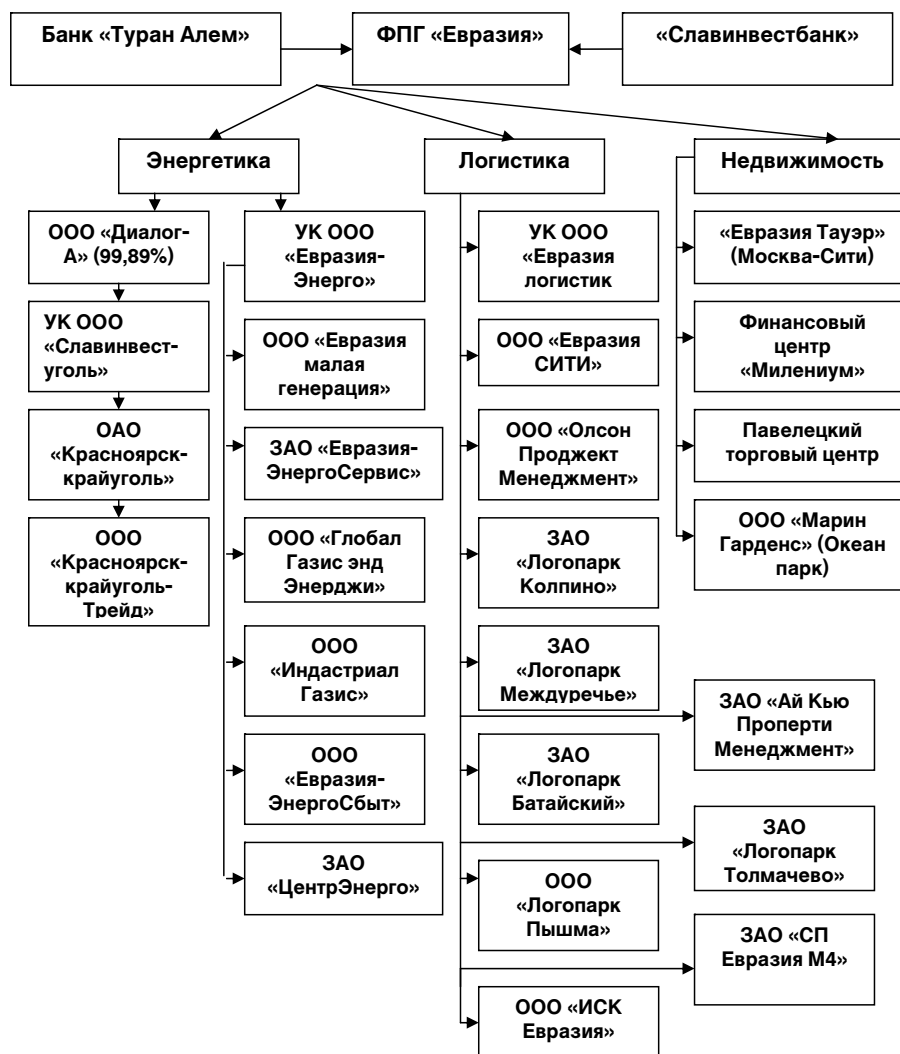 Банк «Туран Алем»
ФПГ «Евразия»
«Славинвестбанк»
Энергетика
Логистика
Недвижимость
ООО «Диалог-
А» (99,89%)
УК ООО
«Славинвест-
уголь»
ОАО
«Красноярск-
крайуголь»
ООО
«Красноярск-
крайуголь-
Трейд»
УК ООО
«Евразия-
Энерго»
ООО «Евразия
малая
генерация»
ЗАО «Евразия-
ЭнергоСервис»
ООО «Глобал
Газис энд
Энерджи»
ООО
«Индастриал
Газис»
ООО
«Евразия-
ЭнергоСбыт»
ЗАО
«ЦентрЭнерго»
УК ООО
«Евразия
логистик
ООО «Евразия
СИТИ»
ООО «Олсон
Проджект
Менеджмент»
ЗАО
«Логопарк
Колпино»
ЗАО
«Логопарк
Междуречье»
ЗАО
«Логопарк
Батайский»
ООО
«Логопарк
Пышма»
ООО «ИСК
Евразия»
«Евразия Тауэр»
(Москва-Сити)
Финансовый
центр
«Милениум»
Павелецкий
торговый центр
ООО «Марин
Гарденс» (Океан
парк)
ЗАО «Ай Кью
Проперти
Менеджмент»
ЗАО
«Логопарк
Толмачево»
ЗАО «СП
Евразия М4»